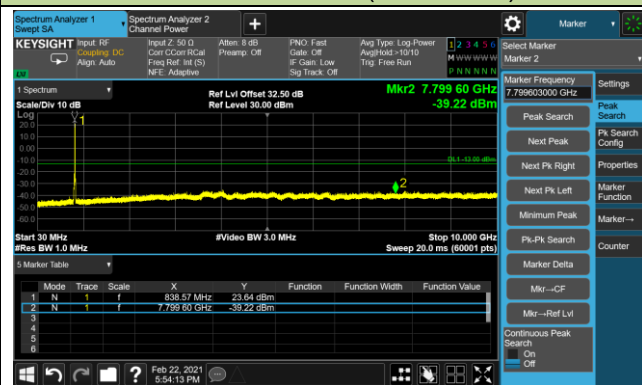 Spectrum Analyzer 1
Swept SA
Spectrum Analyzer 2
Channel Power
+
Marker
KEYSIGHT
Input: RF
Coupling: DC
Align: Auto
Input Z: 50 Ω
Corr CCorr RCal
Freq Ref: Int (S)
NFE: Adaptive
Atten: 8 dB
Preamp: Off
PNO: Fast
Gate: Off
IF Gain: Low
Sig Track: Off
Avg Type: Log-Power
Avg|Hold:>10/10
Trig: Free Run
1 2 3 4 5 6
M W W W W W
P N N N N N
LXI
Select Marker
Marker 2
1 Spectrum
Scale/Div 10 dB
Log
Ref Lvl Offset 32.50 dB
Ref Level 30.00 dBm
Mkr2 7.799 60 GHz
-39.22 dBm
20.0
10.0
0.00
-10.0
-20.0
-30.0
-40.0
-50.0
-60.0
1
2
DL1 -13.00 dBm
Start 30 MHz
#Res BW 1.0 MHz
#Video BW 3.0 MHz
Stop 10.000 GHz
Sweep 20.0 ms (60001 pts)
5 Marker Table
Mode Trace Scale X Y Function Function Width Function Value
1 N 1 f 838.57 MHz 23.64 dBm
2 N 1 f 7.799 60 GHz -39.22 dBm
3
4
5
6
Marker Frequency
7.799603000 GHz
Peak Search
Next Peak
Next Pk Right
Next Pk Left
Minimum Peak
Pk-Pk Search
Marker Delta
Mkr→CF
Mkr→Ref Lvl
Continuous Peak
Search
On
Off
Settings
Peak
Search
Pk Search
Config
Properties
Marker
Function
Marker→
Counter
?
Feb 22, 2021
5:54:13 PM